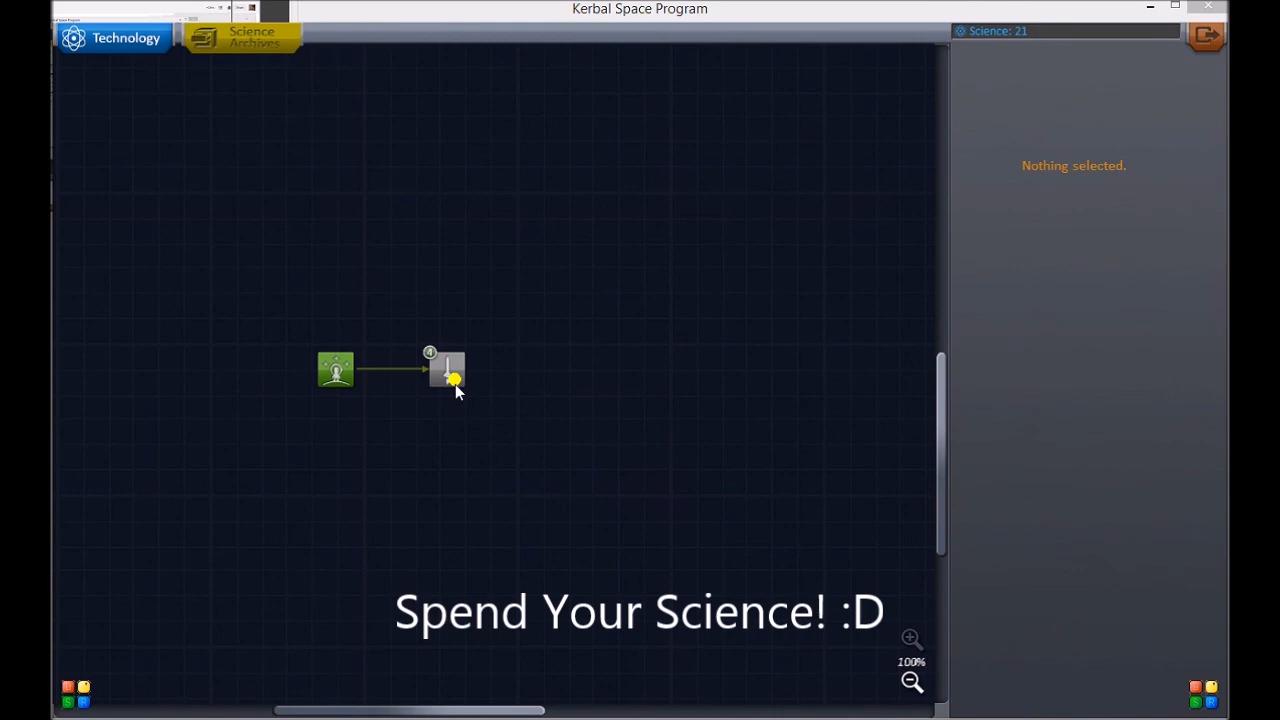 Kerbal Space Program
Technology
Science
Archives
Science: 21
Nothing selected.
4
Spend Your Science! :D
100%